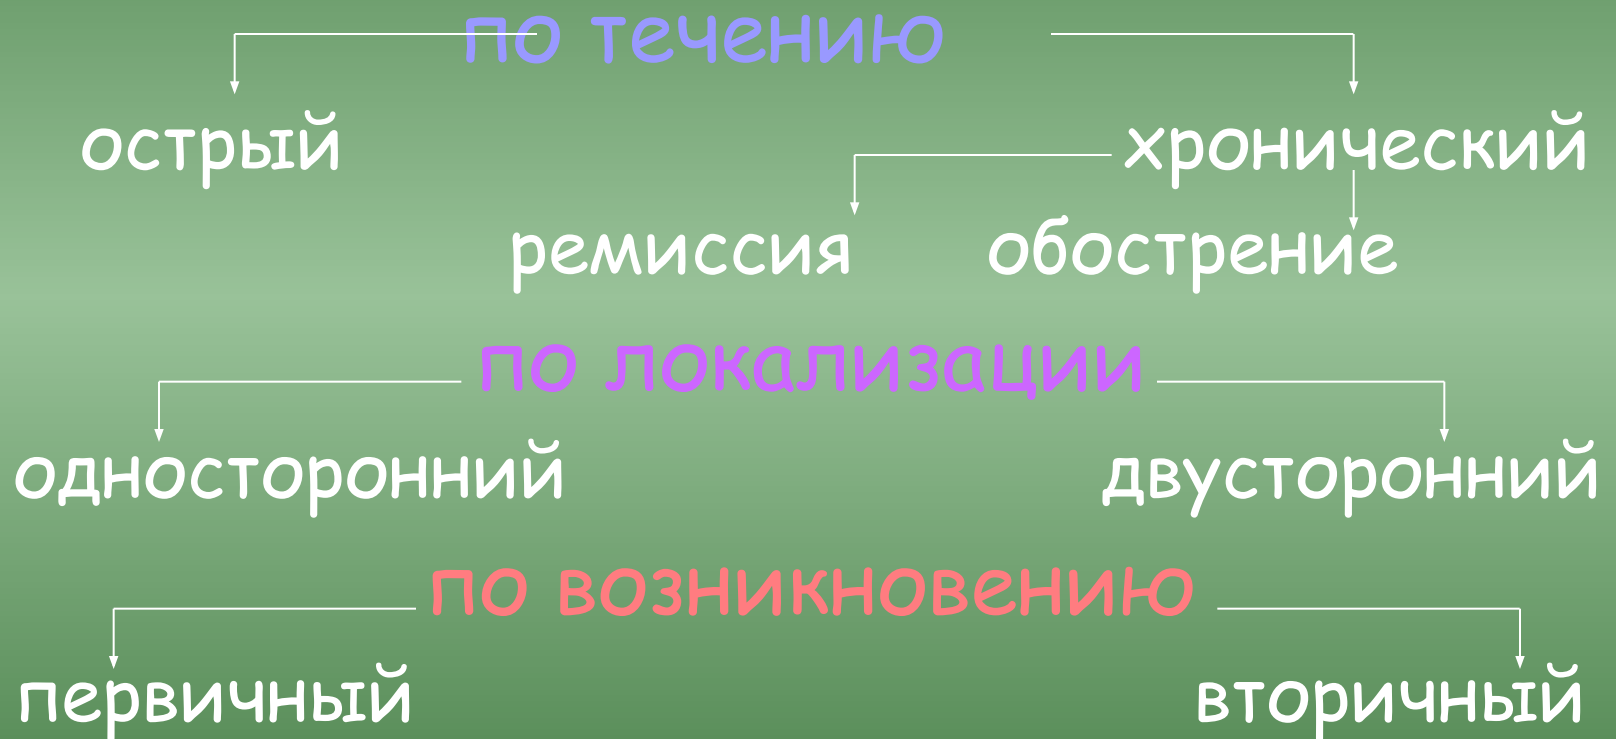 по течению
острый хронический
ремиссия обострение
по локализации
односторонний двусторонний
по возникновению
первичный вторичный